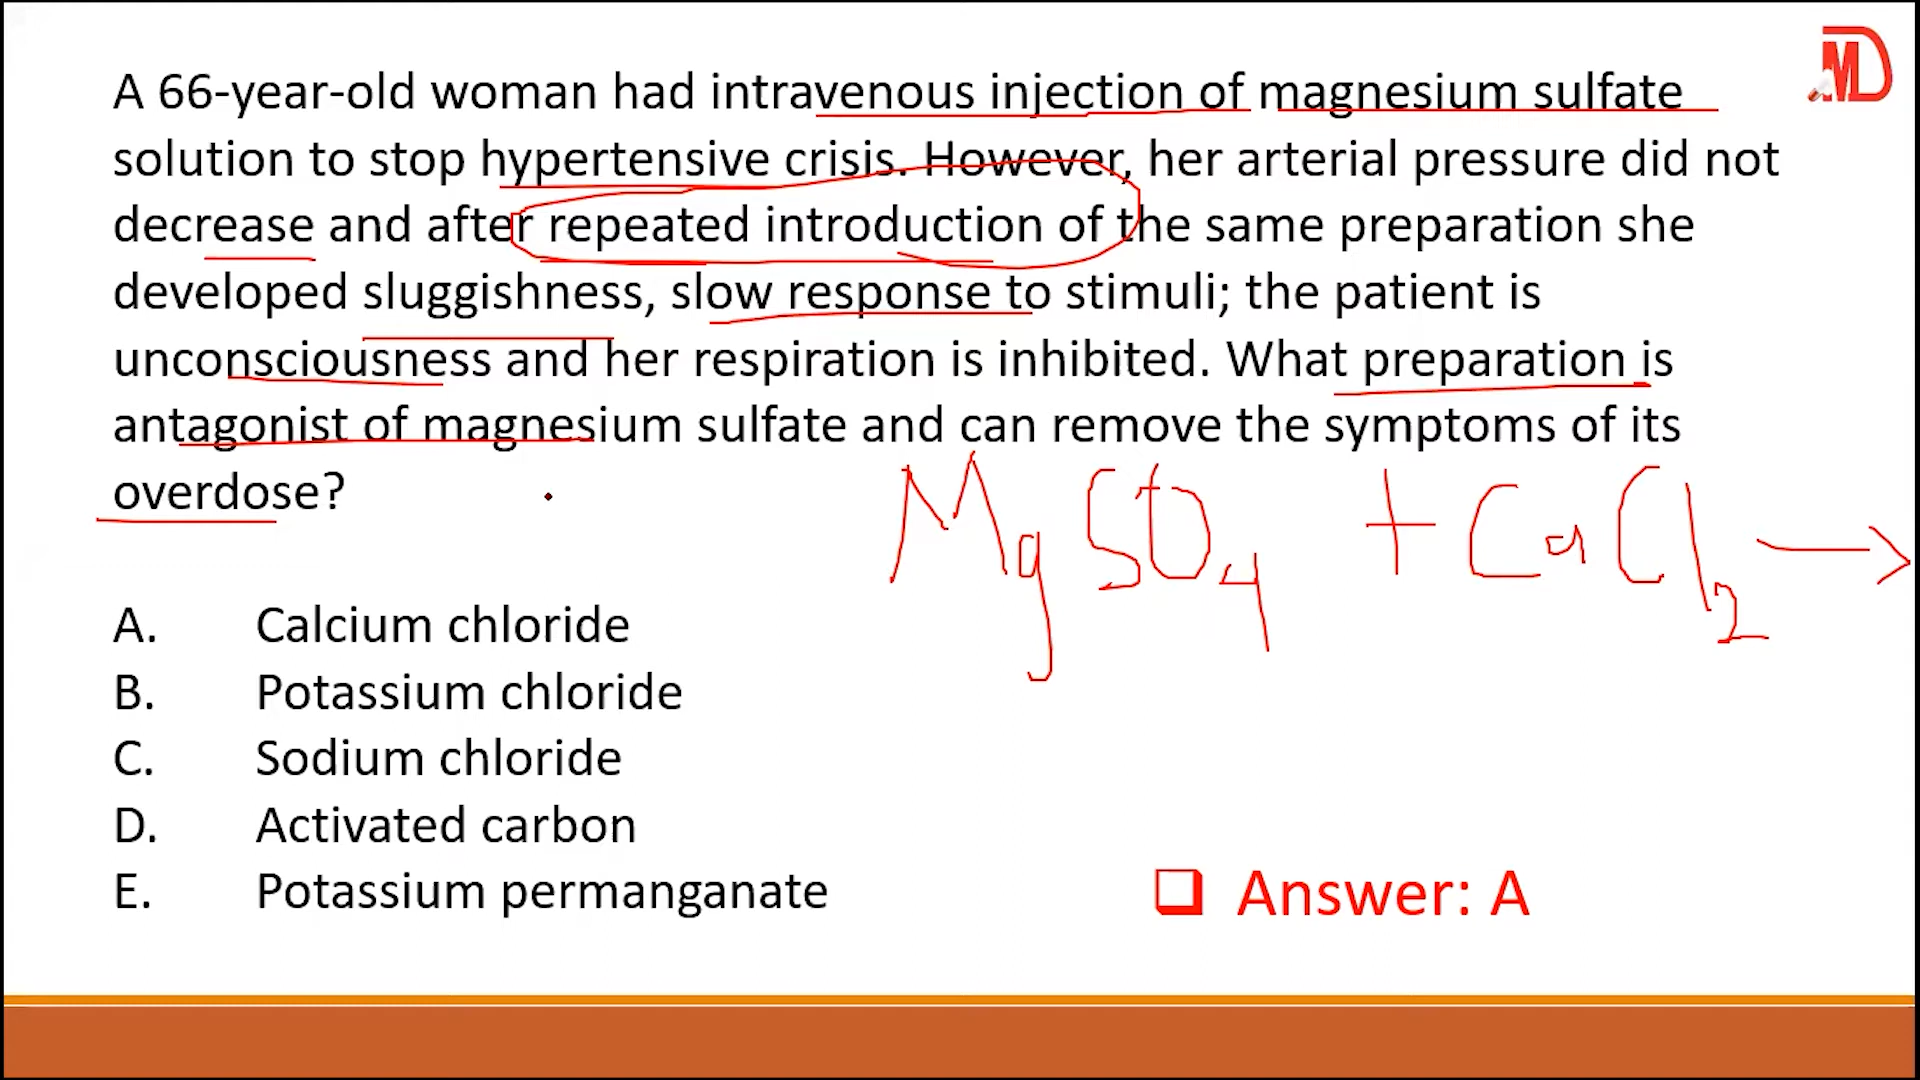 MD
A 66-year-old woman had intravenous injection of magnesium sulfate
solution to stop hypertensive crisis. However, her arterial pressure did not
decrease and after repeated introduction of the same preparation she
developed sluggishness, slow response to stimuli; the patient is
unconsciousness and her respiration is inhibited. What preparation is
antagonist of magnesium sulfate and can remove the symptoms of its
overdose?
MgSO4 + CaCl2 →
A. Calcium chloride
B. Potassium chloride
C. Sodium chloride
D. Activated carbon
E. Potassium permanganate
❑ Answer: A